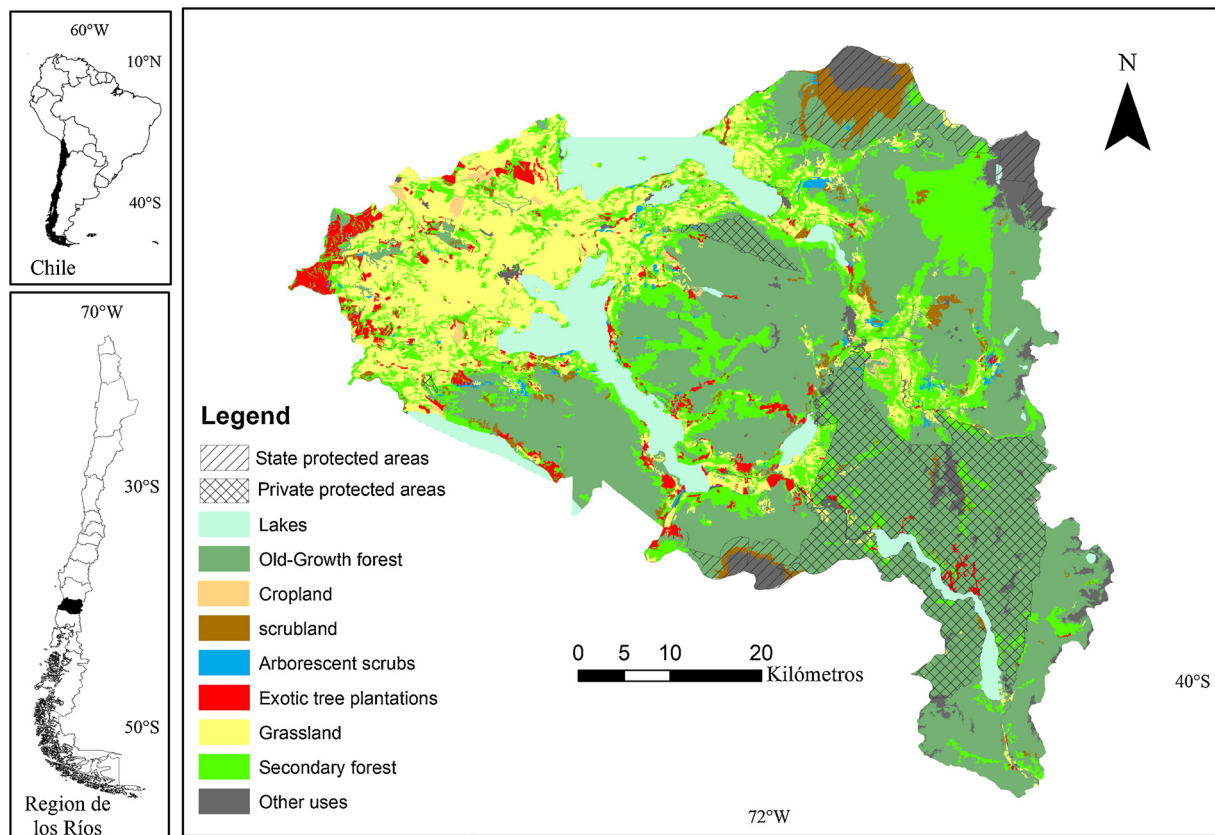 60°W
10°N
40°S
Chile
70°W
30°S
50°S
Region de
los Ríos
N
Legend
State protected areas
Private protected areas
Lakes
Old-Growth forest
Cropland
scrubland
Arborescent scrubs
Exotic tree plantations
Grassland
Secondary forest
Other uses
0 5 10 20
Kilómetros
40°S
72°W